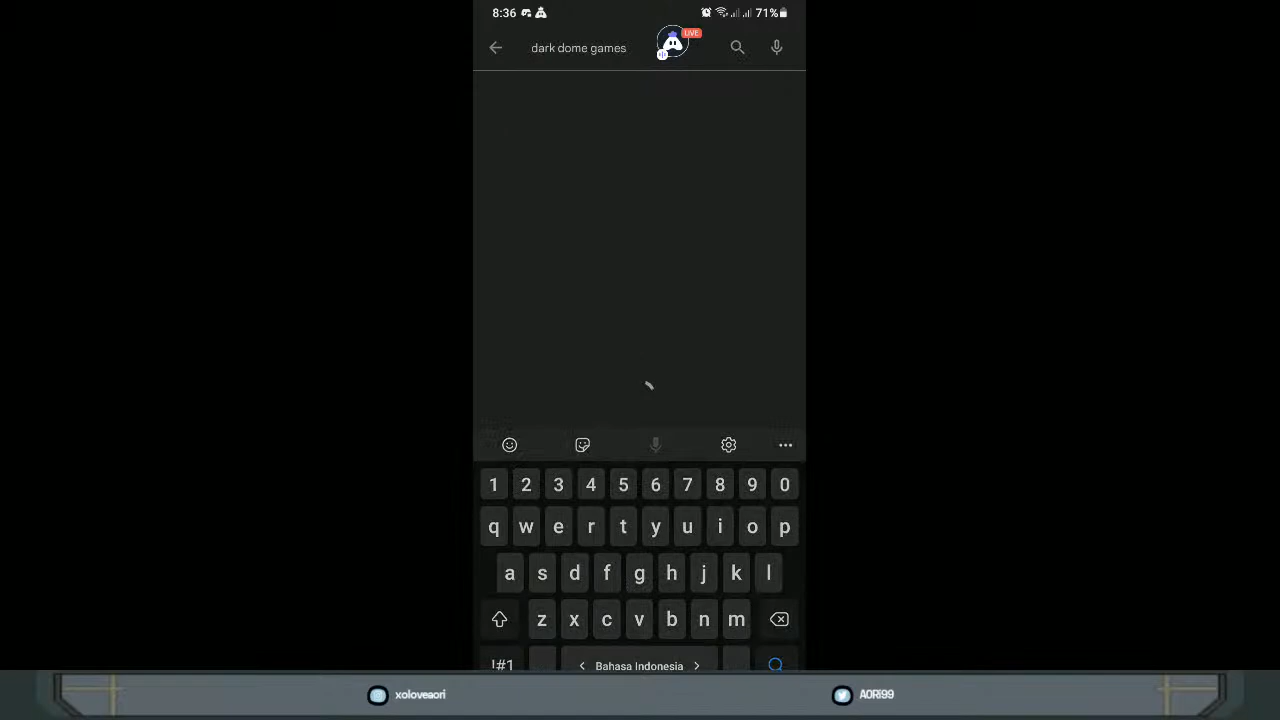 8:36 71%
dark dome games LIVE
1 2 3 4 5 6 7 8 9 0
q w e r t y u i o p
a s d f g h j k l
z x c v b n m
!#1 < Bahasa Indonesia >
xoloveaori AORi99